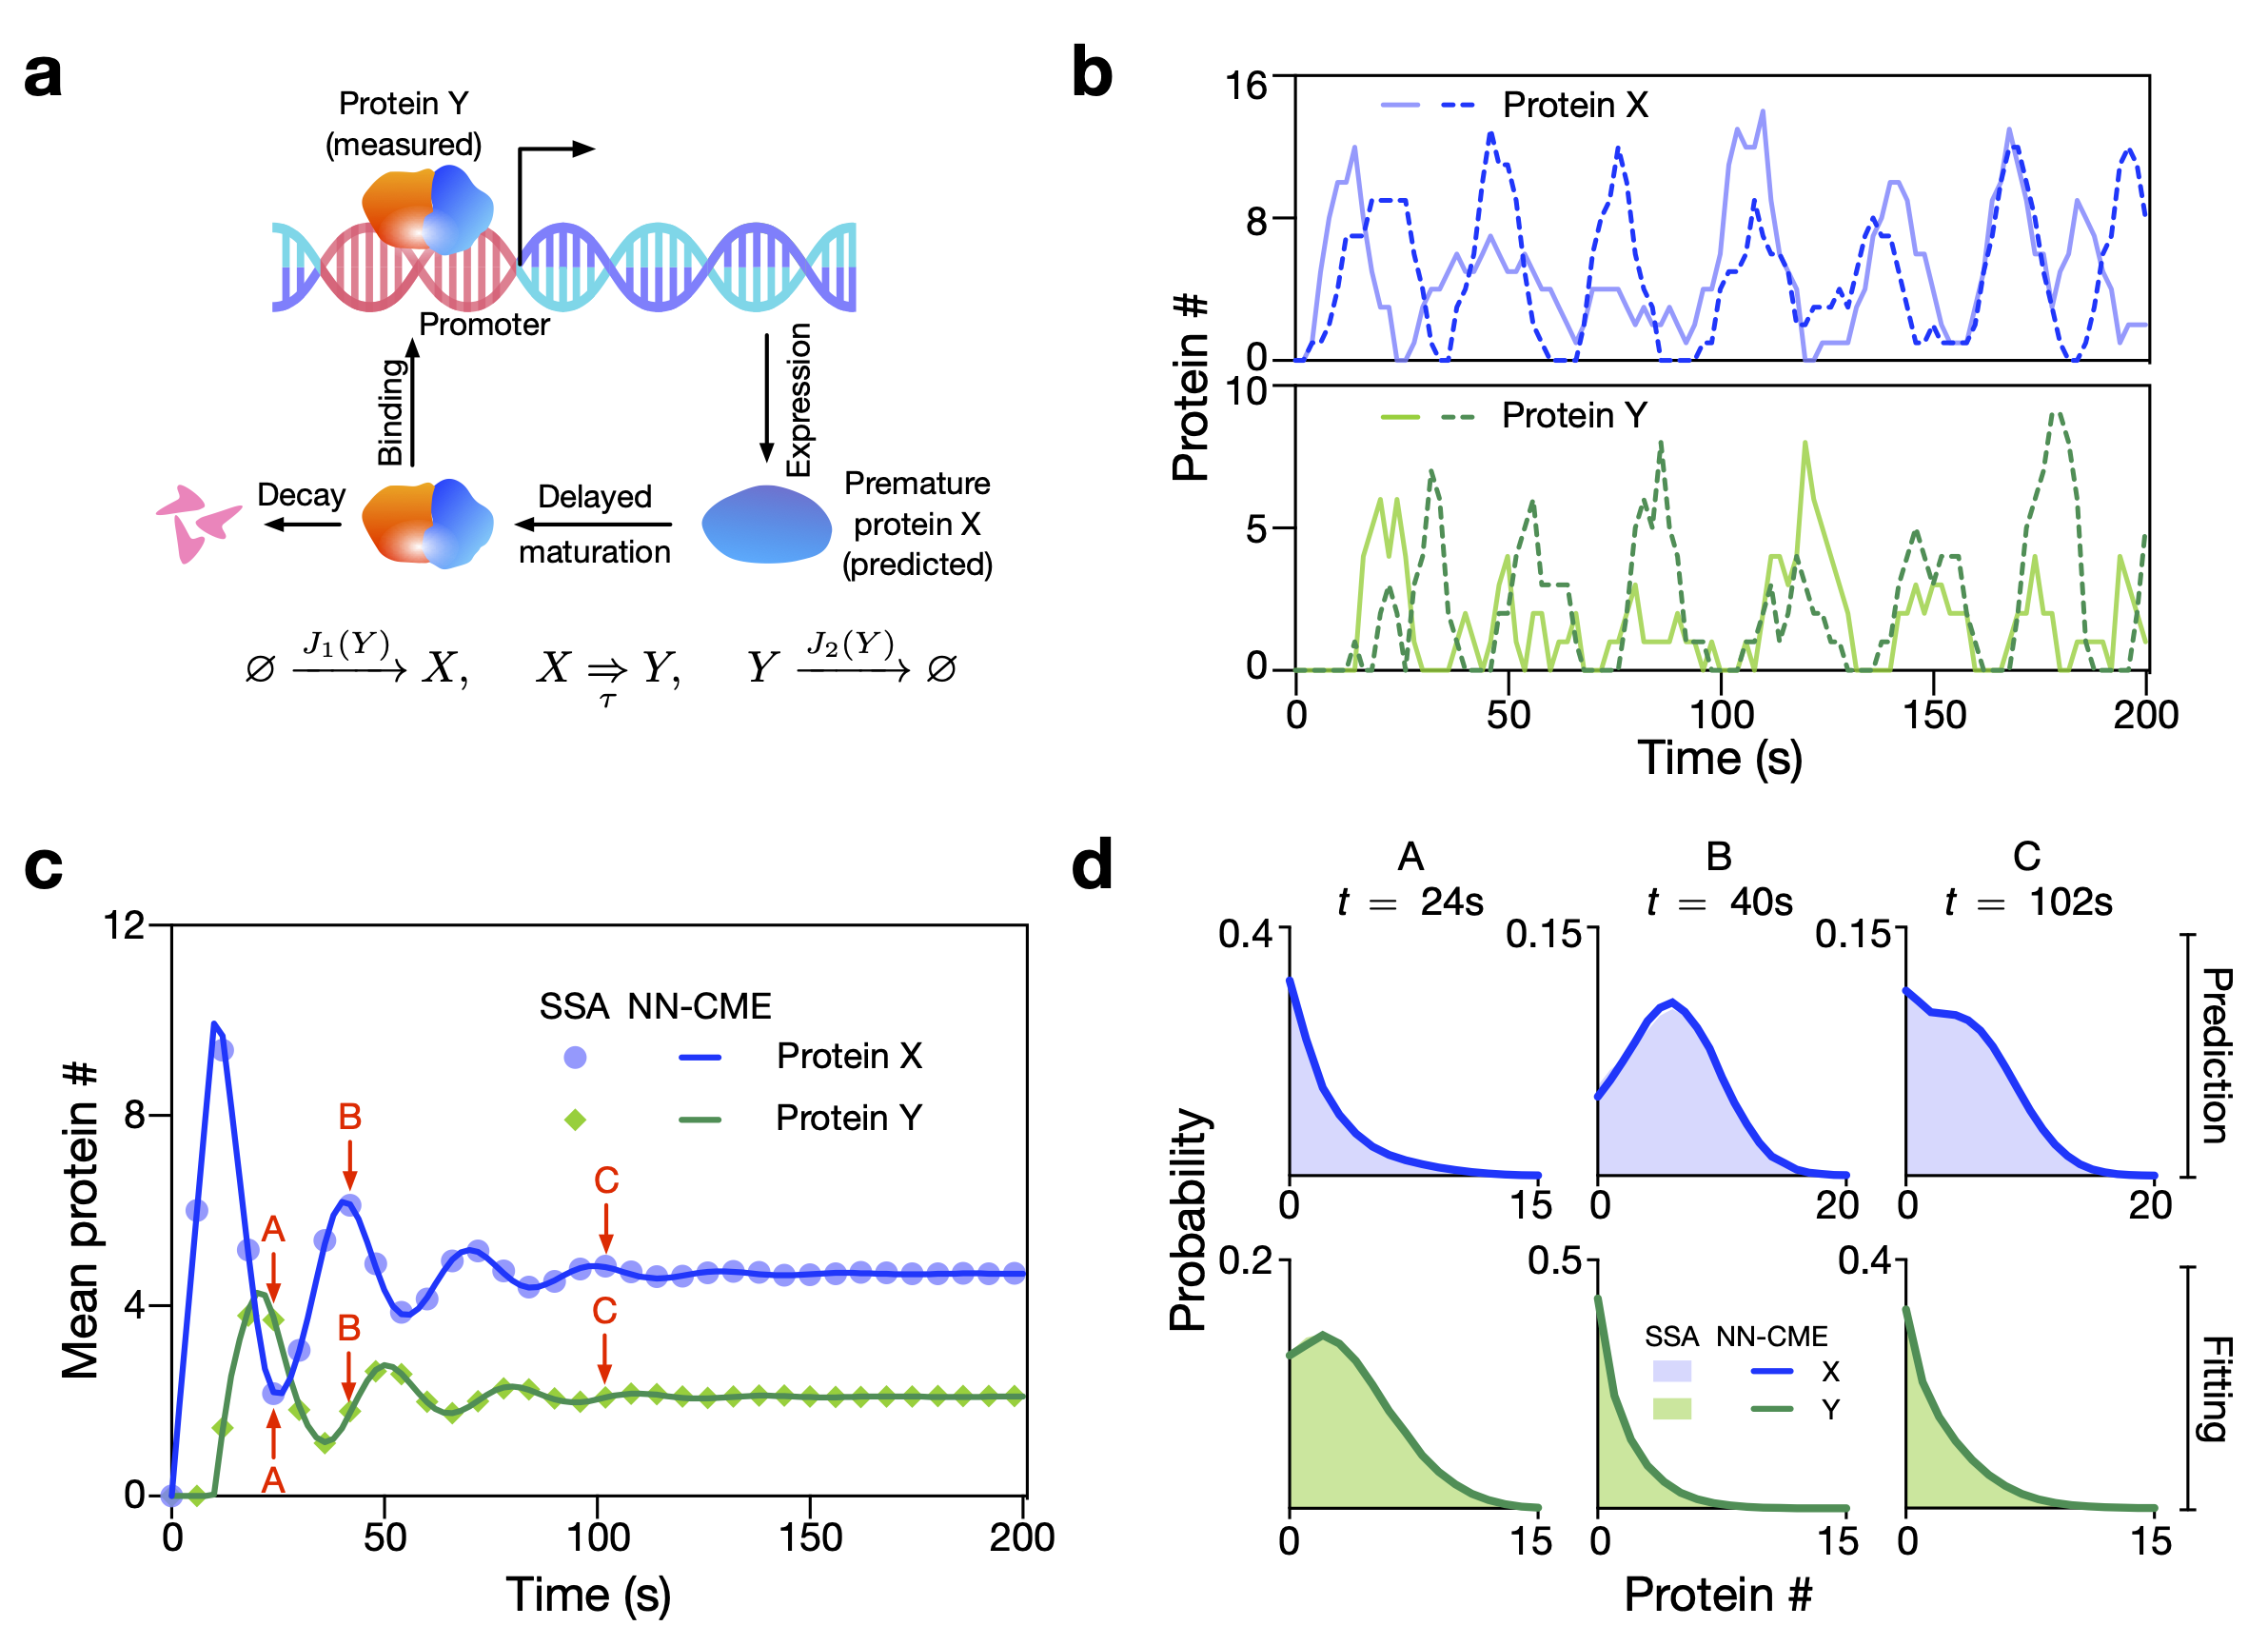 a
Protein Y
(measured)
Promoter
Binding
Expression
Decay
Delayed
maturation
Premature
protein X
(predicted)
∅ J₁(Y) → X, X ⇒ τ Y, Y J₂(Y) → ∅
b
Protein #
16
8
0
Protein X
10
5
0
Protein Y
0 50 100 150 200
Time (s)
c
Mean protein #
12
8
4
0
SSA NN-CME
Protein X
Protein Y
A
A
B
B
C
C
0 50 100 150 200
Time (s)
d
A B C
t = 24s t = 40s t = 102s
Probability
0.4 0.15 0.15
0 15 0 20 0 20
Prediction
0.2 0.5 0.4
SSA NN-CME
X
Y
0 15 0 15 0 15
Fitting
Protein #